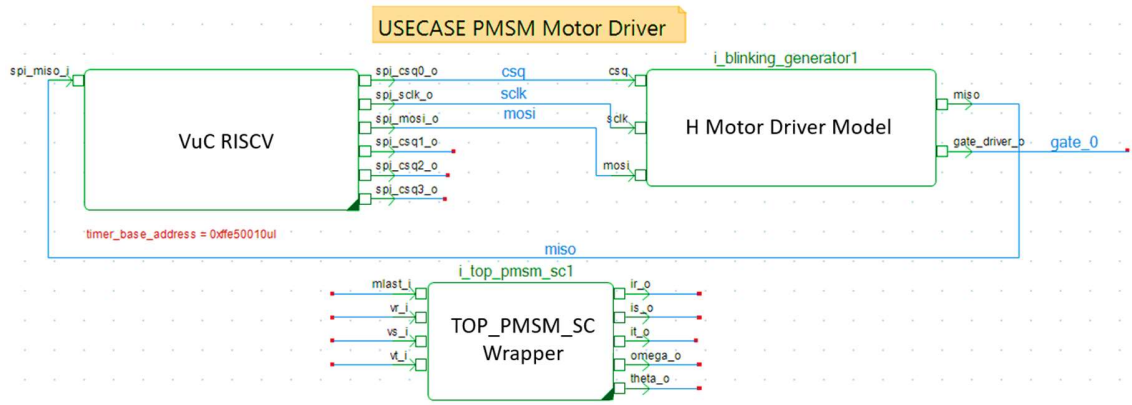 USECASE PMSM Motor Driver
i_blinking_generator1
spi_miso_i
spi_csq0_o
csq
csq
spi_sclk_o
sclk
miso
spi_mosi_o
mosi
sclk
VuC RISCV
H Motor Driver Model
spi_csq1_o
gate_driver_o
gate_0
spi_csq2_o
mosi
spi_csq3_o
timer_base_address = 0xffe50010ul
miso
i_top_pmsm_sc1
mlast_i
ir_o
vr_i
is_o
TOP_PMSM_SC
Wrapper
vs_i
it_o
vt_i
omega_o
theta_o